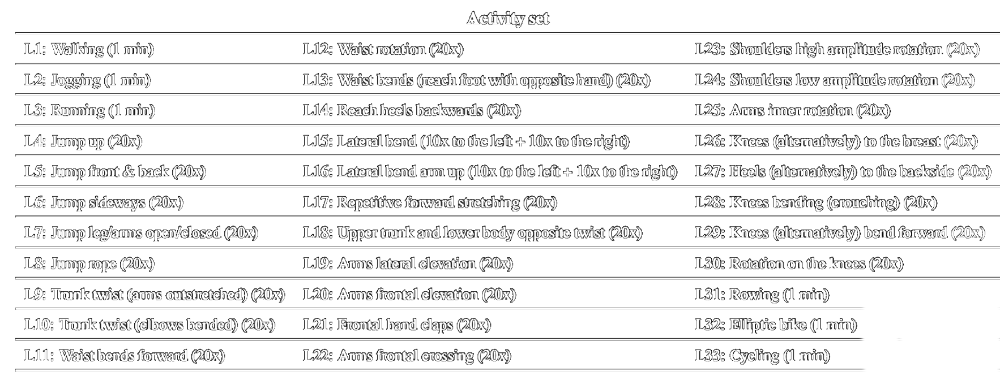 Activity set
L1: Walking (1 min) L12: Waist rotation (20x) L23: Shoulders high amplitude rotation (20x)
L2: Jogging (1 min) L13: Waist bends (reach foot with opposite hand) (20x) L24: Shoulders low amplitude rotation (20x)
L3: Running (1 min) L14: Reach heels backwards (20x) L25: Arms inner rotation (20x)
L4: Jump up (20x) L15: Lateral bend (10x to the left + 10x to the right) L26: Knees (alternatively) to the breast (20x)
L5: Jump front & back (20x) L16: Lateral bend arm up (10x to the left + 10x to the right) L27: Heels (alternatively) to the backside (20x)
L6: Jump sideways (20x) L17: Repetitive forward stretching (20x) L28: Knees bending (crouching) (20x)
L7: Jump leg/arms open/closed (20x) L18: Upper trunk and lower body opposite twist (20x) L29: Knees (alternatively) bend forward (20x)
L8: Jump rope (20x) L19: Arms lateral elevation (20x) L30: Rotation on the knees (20x)
L9: Trunk twist (arms outstretched) (20x) L20: Arms frontal elevation (20x) L31: Rowing (1 min)
L10: Trunk twist (elbows bended) (20x) L21: Frontal hand claps (20x) L32: Elliptic bike (1 min)
L11: Waist bends forward (20x) L22: Arms frontal crossing (20x) L33: Cycling (1 min)